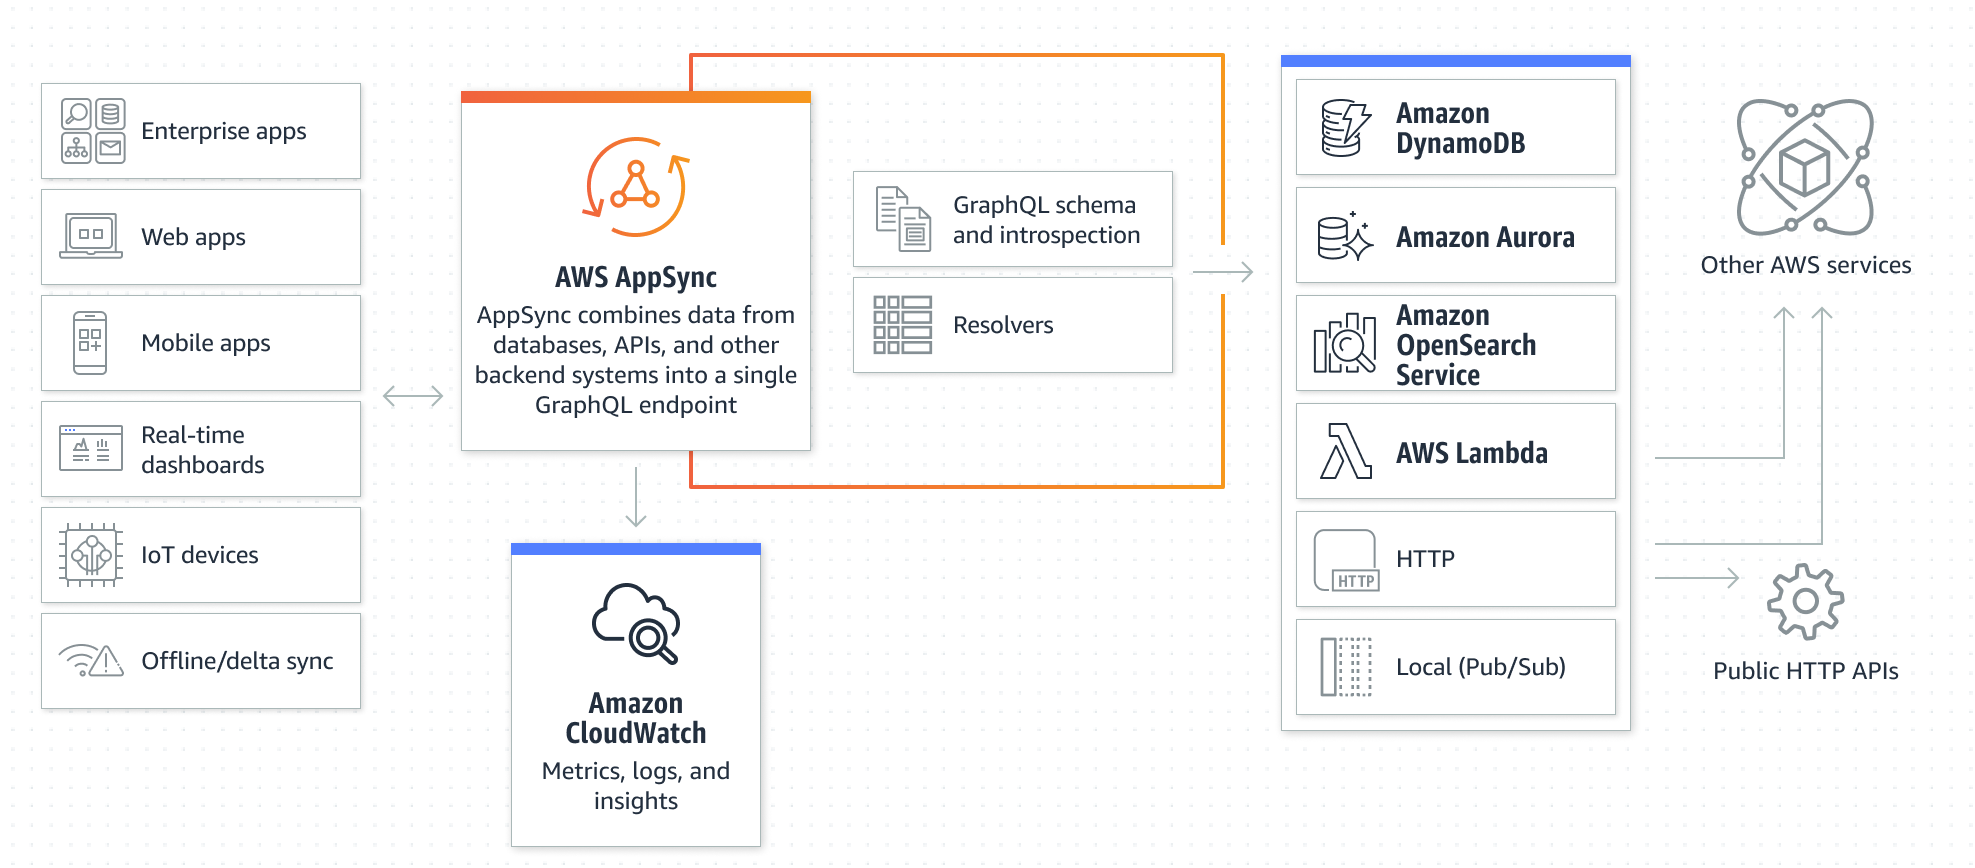 Enterprise apps
Web apps
Mobile apps
Real-time
dashboards
IoT devices
Offline/delta sync
AWS AppSync
AppSync combines data from
databases, APIs, and other
backend systems into a single
GraphQL endpoint
Amazon
CloudWatch
Metrics, logs, and
insights
GraphQL schema
and introspection
Resolvers
Amazon
DynamoDB
Amazon Aurora
Amazon
OpenSearch
Service
AWS Lambda
HTTP
HTTP
Local (Pub/Sub)
Other AWS services
Public HTTP APIs